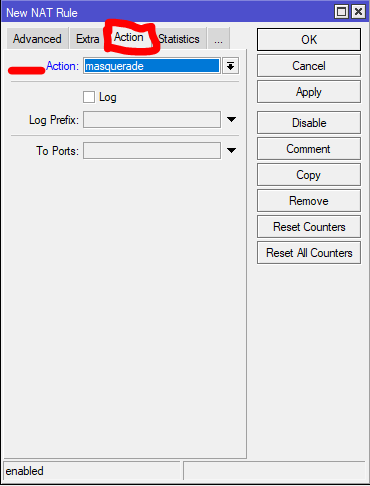 New NAT Rule
Advanced Extra Action Statistics ...
Action: masquerade
Log
Log Prefix:
To Ports:
OK
Cancel
Apply
Disable
Comment
Copy
Remove
Reset Counters
Reset All Counters
enabled